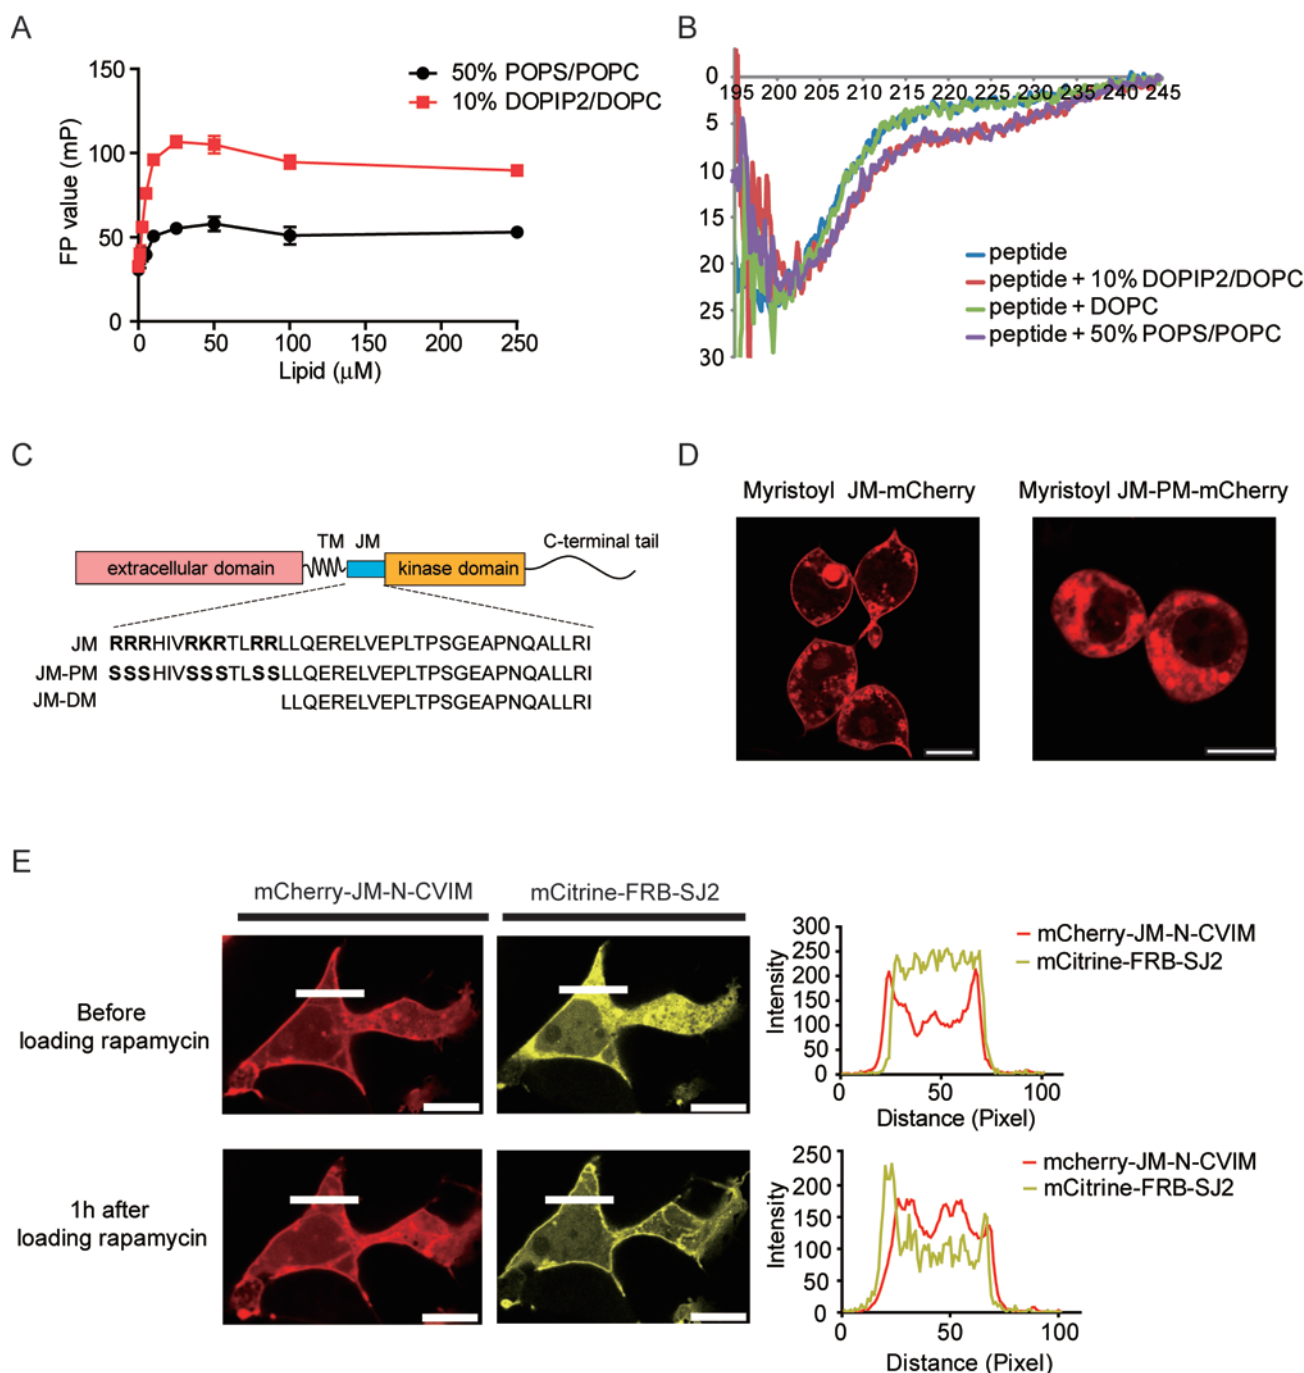 A
150
100
50
0
FP value (mP)
0 50 100 150 200 250
Lipid (μM)
50% POPS/POPC
10% DOPIP2/DOPC
B
0
5
10
15
20
25
30
195 200 205 210 215 220 225 230 235 240 245
peptide
peptide + 10% DOPIP2/DOPC
peptide + DOPC
peptide + 50% POPS/POPC
C
TM JM
C-terminal tail
extracellular domain
kinase domain
JM RRRHIVRKRTLRRLLQERELVEPLTPSGEAPNQALLRI
JM-PM SSSHIVSSSTLSSLLQERELVEPLTPSGEAPNQALLRI
JM-DM LLQERELVEPLTPSGEAPNQALLRI
D
Myristoyl JM-mCherry
Myristoyl JM-PM-mCherry
E
mCherry-JM-N-CVIM
mCitrine-FRB-SJ2
Before
loading rapamycin
300
250
200
150
100
50
0
Intensity
0 50 100
Distance (Pixel)
mCherry-JM-N-CVIM
mCitrine-FRB-SJ2
1h after
loading rapamycin
250
200
150
100
50
0
Intensity
0 50 100
Distance (Pixel)
mcherry-JM-N-CVIM
mCitrine-FRB-SJ2